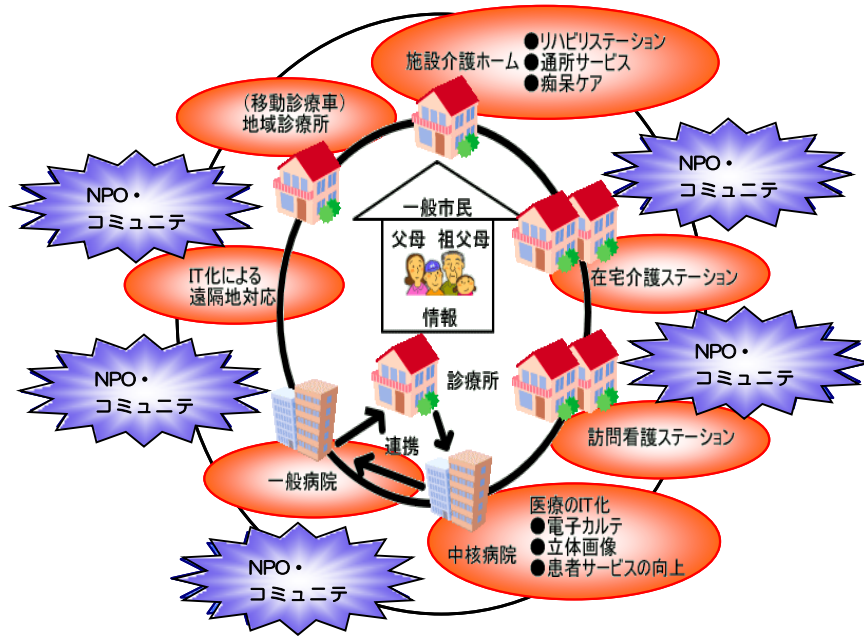 施設介護ホーム
●リハビリステーション
●通所サービス
●痴呆ケア
(移動診療車)
地域診療所
NPO・
コミュニテ
NPO・
コミュニテ
一般市民
父母 祖父母
情報
IT化による
遠隔地対応
在宅介護ステーション
NPO・
コミュニテ
NPO・
コミュニテ
診療所
連携
訪問看護ステーション
一般病院
中核病院
医療のIT化
●電子カルテ
●立体画像
●患者サービスの向上
NPO・
コミュニテ